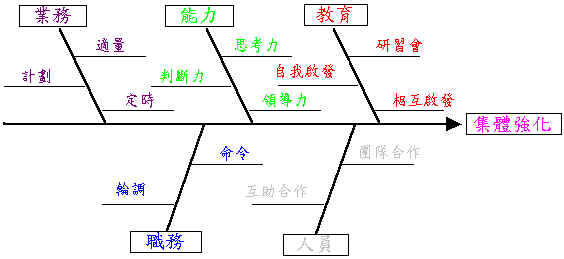 業務
能力
教育
適量
思考力
研習會
計劃
判斷力
自我啟發
定時
領導力
相互啟發
集體強化
命令
團隊合作
輪調
互助合作
職務
人員